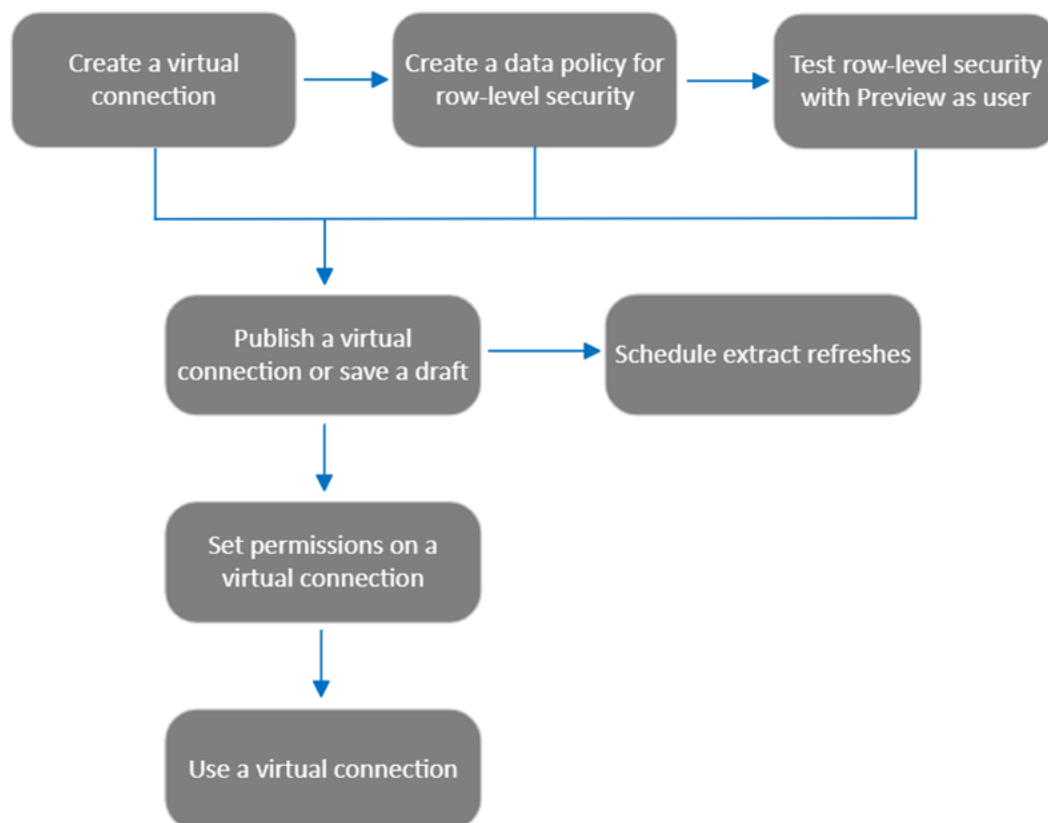 Create a virtual
connection
Create a data policy for
row-level security
Test row-level security
with Preview as user
Publish a virtual
connection or save a draft
Schedule extract refreshes
Set permissions on a
virtual connection
Use a virtual connection